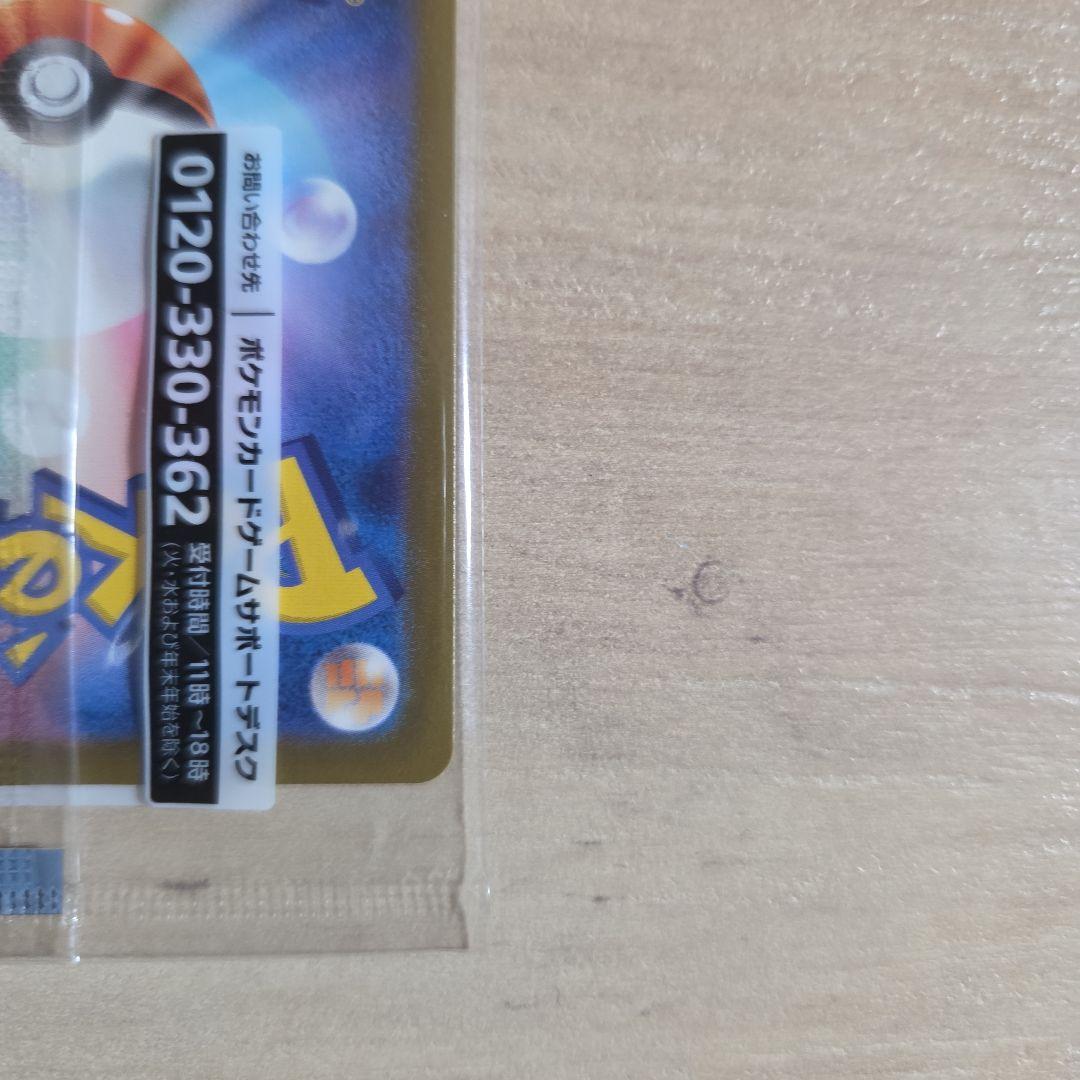 お問い合わせ先 | ポケモンカードゲームサポートデスク
0120-330-362 受付時間／11時～18時
（火・水および年末年始を除く）